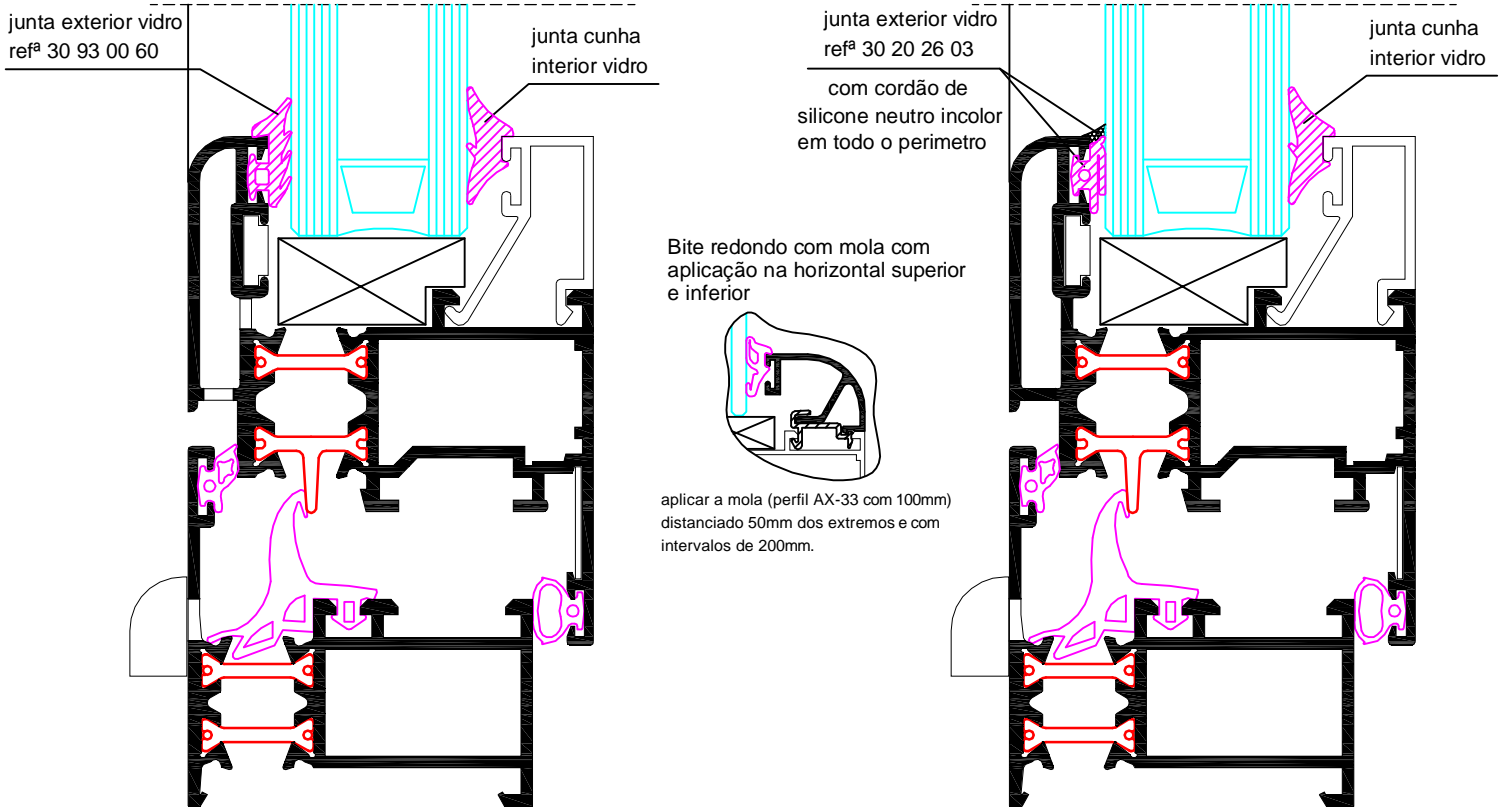 junta exterior vidro
refª 30 93 00 60
junta cunha
interior vidro
junta exterior vidro
refª 30 20 26 03
com cordão de
silicone neutro incolor
em todo o perimetro
junta cunha
interior vidro
Bite redondo com mola com
aplicação na horizontal superior
e inferior
aplicar a mola (perfil AX-33 com 100mm)
distanciado 50mm dos extremos e com
intervalos de 200mm.